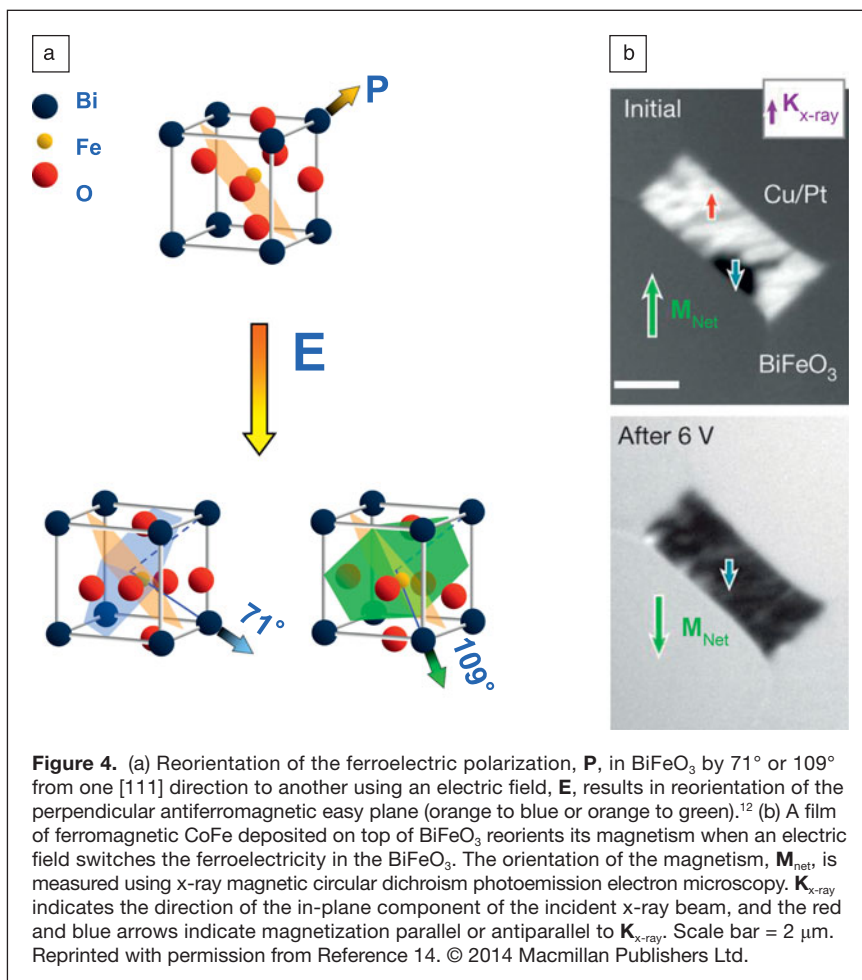 a
Bi
Fe
O
P
E
71°
109°
b
Initial
K x-ray
Cu/Pt
M Net
BiFeO3
After 6 V
M Net
Figure 4. (a) Reorientation of the ferroelectric polarization, P, in BiFeO3 by 71° or 109°
from one [111] direction to another using an electric field, E, results in reorientation of the
perpendicular antiferromagnetic easy plane (orange to blue or orange to green).12 (b) A film
of ferromagnetic CoFe deposited on top of BiFeO3 reorients its magnetism when an electric
field switches the ferroelectricity in the BiFeO3. The orientation of the magnetism, Mnet, is
measured using x-ray magnetic circular dichroism photoemission electron microscopy. Kx-ray
indicates the direction of the in-plane component of the incident x-ray beam, and the red
and blue arrows indicate magnetization parallel or antiparallel to Kx-ray. Scale bar = 2 μm.
Reprinted with permission from Reference 14. © 2014 Macmillan Publishers Ltd.